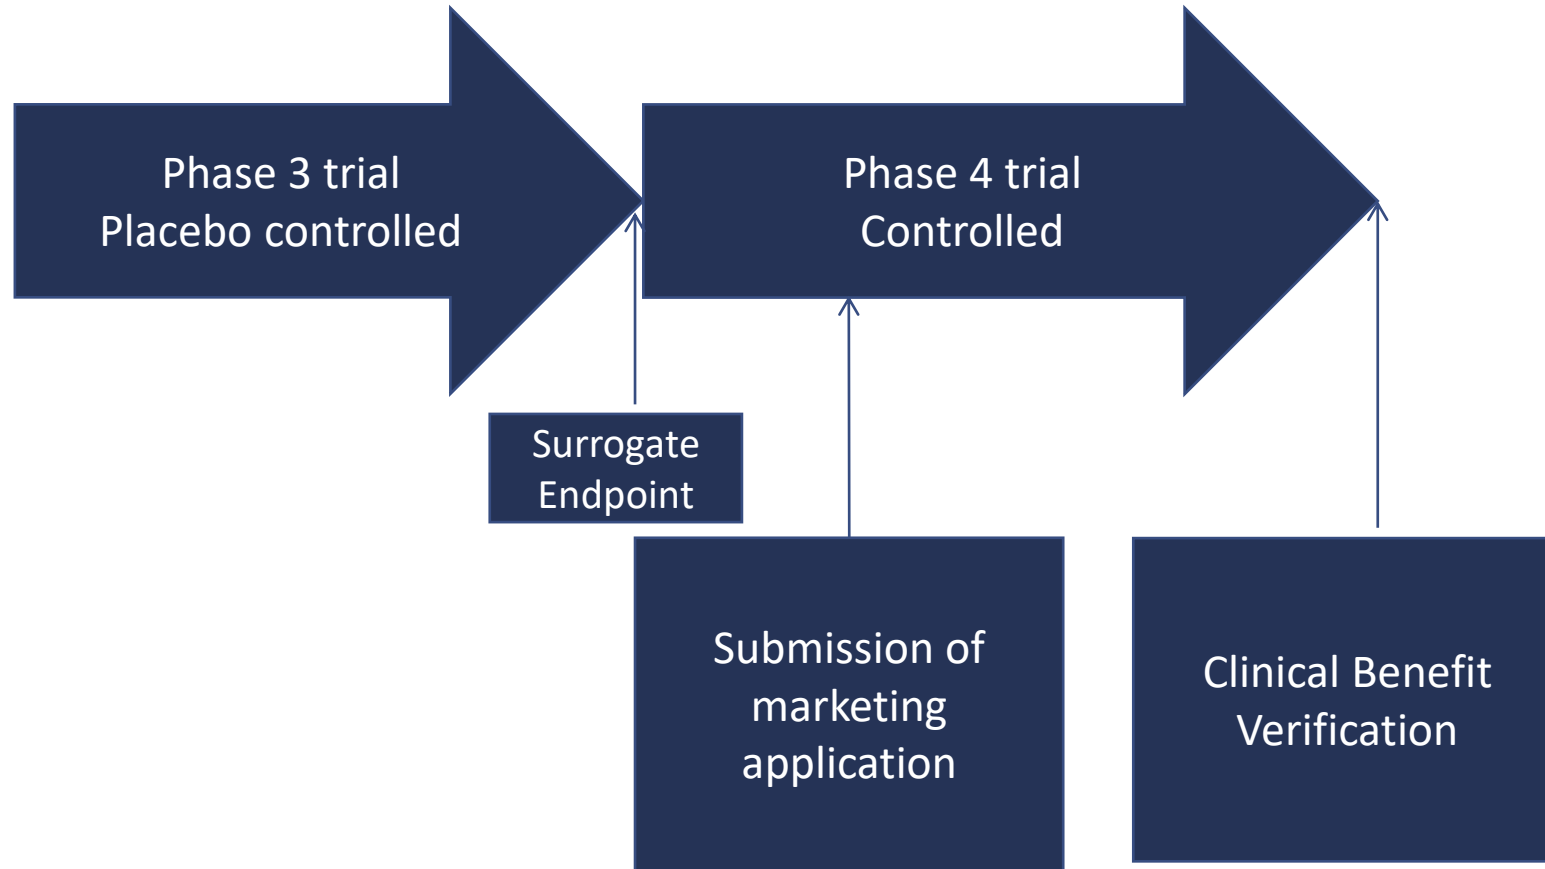 Phase 3 trial
Placebo controlled
Phase 4 trial
Controlled
Surrogate
Endpoint
Submission of
marketing
application
Clinical Benefit
Verification